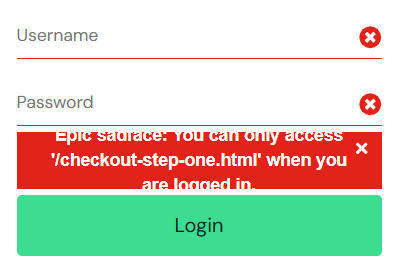 Username
Password
Epic sadface: You can only access
'/checkout-step-one.html' when you
are logged in.
Login